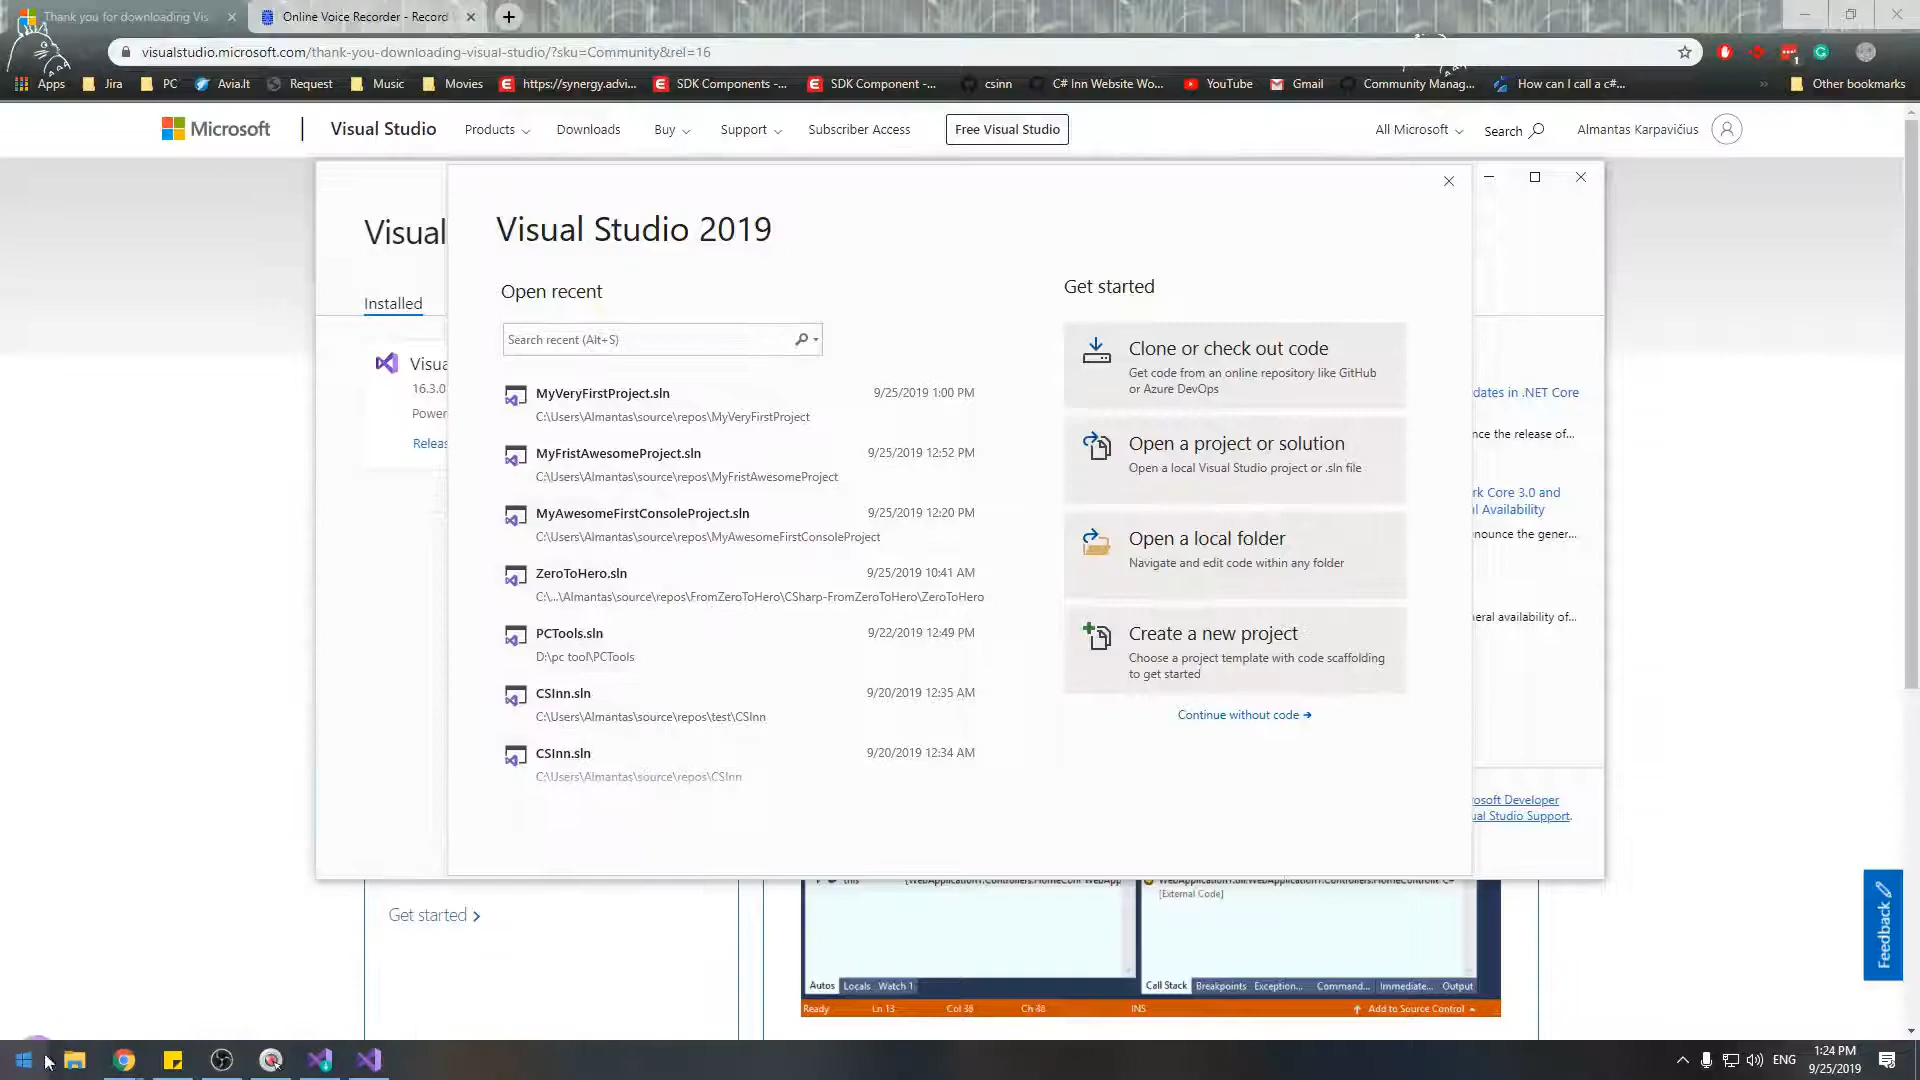 Thank you for downloading Vis
Online Voice Recorder - Record
visualstudio.microsoft.com/thank-you-downloading-visual-studio/?sku=Community&rel=16
Apps
Jira
PC
Avia.lt
Request
Music
Movies
https://synergy.advi...
SDK Components -...
SDK Component -...
csinn
C# Inn Website Wo...
YouTube
Gmail
Community Manag...
How can I call a c#...
Other bookmarks
Microsoft
Visual Studio
Products
Downloads
Buy
Support
Subscriber Access
Free Visual Studio
All Microsoft
Search
Almantas Karpavičius
Visual
Installed
Visua
16.3.0
Power
Releas
Visual Studio 2019
Open recent
Search recent (Alt+S)
MyVeryFirstProject.sln 9/25/2019 1:00 PM
C:\Users\Almantas\source\repos\MyVeryFirstProject
MyFristAwesomeProject.sln 9/25/2019 12:52 PM
C:\Users\Almantas\source\repos\MyFristAwesomeProject
MyAwesomeFirstConsoleProject.sln 9/25/2019 12:20 PM
C:\Users\Almantas\source\repos\MyAwesomeFirstConsoleProject
ZeroToHero.sln 9/25/2019 10:41 AM
C:\...\Almantas\source\repos\FromZeroToHero\CSharp-FromZeroToHero\ZeroToHero
PCTools.sln 9/22/2019 12:49 PM
D:\pc tool\PCTools
CSInn.sln 9/20/2019 12:35 AM
C:\Users\Almantas\source\repos\test\CSInn
CSInn.sln 9/20/2019 12:34 AM
C:\Users\Almantas\source\repos\CSInn
Get started
Clone or check out code
Get code from an online repository like GitHub
or Azure DevOps
Open a project or solution
Open a local Visual Studio project or .sln file
Open a local folder
Navigate and edit code within any folder
Create a new project
Choose a project template with code scaffolding
to get started
Continue without code
dates in .NET Core
nce the release of...
rk Core 3.0 and
l Availability
nounce the gener...
neral availability of...
rosoft Developer
ual Studio Support.
Get started
this
[External Code]
Autos Locals Watch 1
Call Stack Breakpoints Exception... Command... Immediate... Output
Ready Ln 13 Col 38 Ch 38 INS Add to Source Control
Feedback
ENG
1:24 PM
9/25/2019